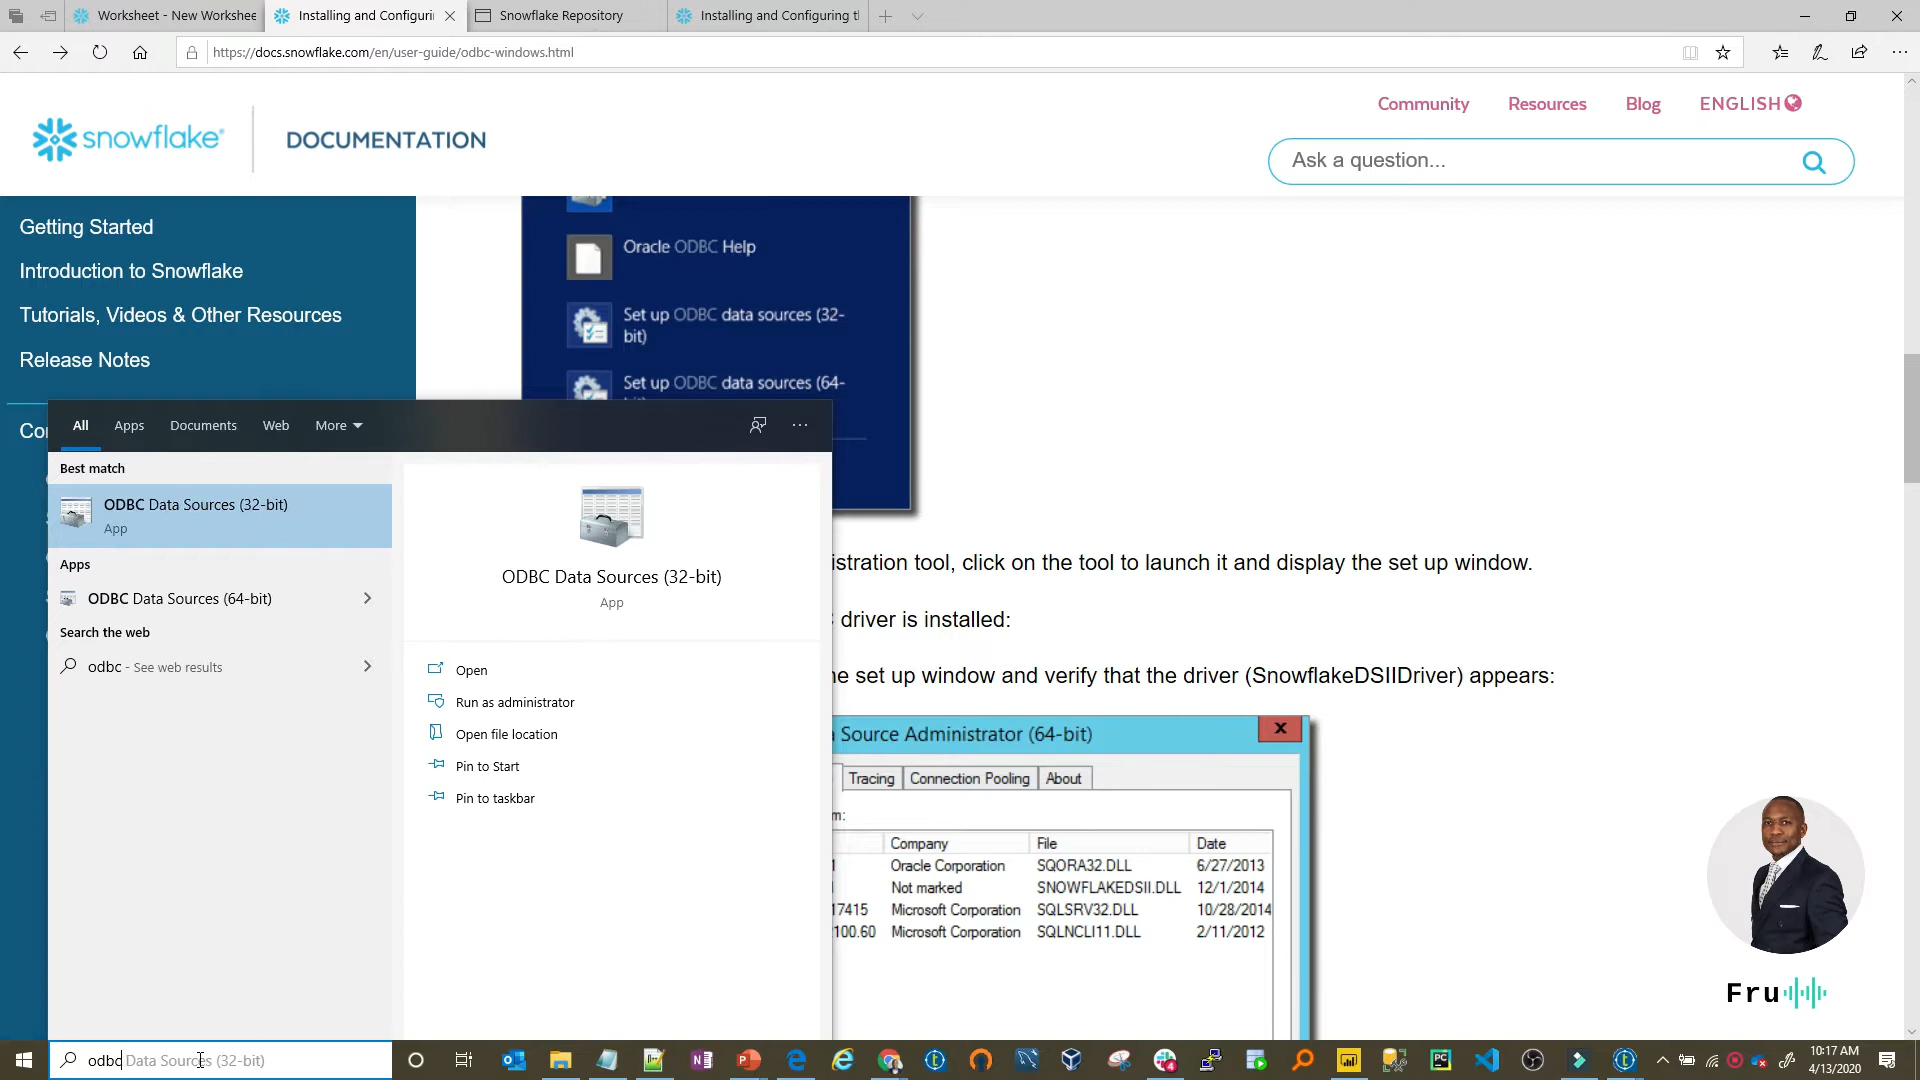 Worksheet - New Workshee
Installing and Configuri
Snowflake Repository
Installing and Configuring tl
https://docs.snowflake.com/en/user-guide/odbc-windows.html
Community
Resources
Blog
ENGLISH
snowflake®
DOCUMENTATION
Ask a question...
Getting Started
Introduction to Snowflake
Tutorials, Videos & Other Resources
Release Notes
Cor
Oracle ODBC Help
Set up ODBC data sources (32-
bit)
Set up ODBC data sources (64-
All
Apps
Documents
Web
More
Best match
ODBC Data Sources (32-bit)
App
Apps
ODBC Data Sources (64-bit)
Search the web
odbc - See web results
ODBC Data Sources (32-bit)
App
Open
Run as administrator
Open file location
Pin to Start
Pin to taskbar
istration tool, click on the tool to launch it and display the set up window.
driver is installed:
he set up window and verify that the driver (SnowflakeDSIIDriver) appears:
Source Administrator (64-bit)
Tracing
Connection Pooling
About
m:
Company
File
Date
Oracle Corporation
SQORA32.DLL
6/27/2013
Not marked
SNOWFLAKEDSII.DLL
12/1/2014
17415
Microsoft Corporation
SQLSRV32.DLL
10/28/2014
100.60
Microsoft Corporation
SQLNCLI11.DLL
2/11/2012
Fru
odbc Data Sources (32-bit)
10:17 AM
4/13/2020